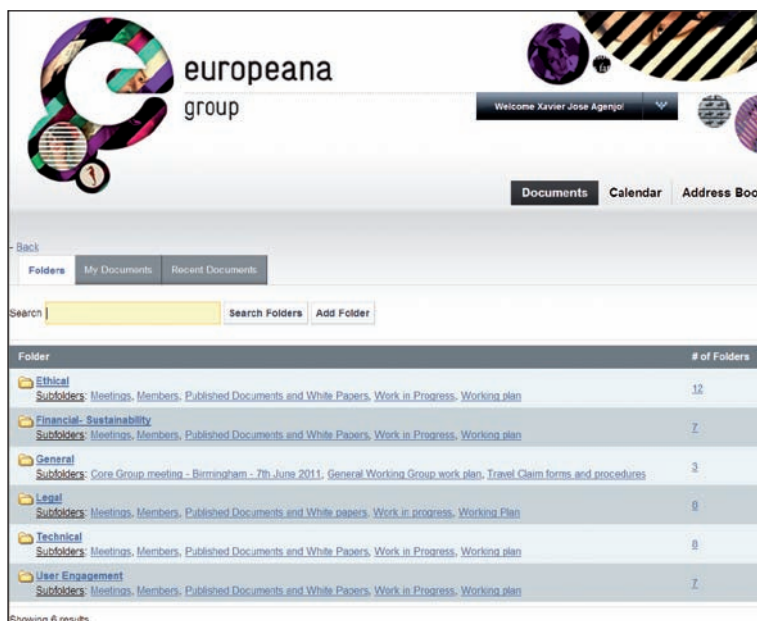 europeana
group
Welcome Xavier Jose Agenjo!
Documents Calendar Address Boo
- Back
Folders My Documents Recent Documents
Search Search Folders Add Folder
Folder # of Folders
Ethical
Subfolders: Meetings, Members, Published Documents and White Papers, Work in Progress, Working plan
12
Financial- Sustainability
Subfolders: Meetings, Members, Published Documents and White Papers, Work in Progress, Working plan
7
General
Subfolders: Core Group meeting - Birmingham - 7th June 2011, General Working Group work plan, Travel Claim forms and procedures
3
Legal
Subfolders: Meetings, Members, Published Documents and White papers, Work in progress, Working Plan
Technical
Subfolders: Meetings, Members, Published Documents and White Papers, Work in Progress, Working plan
User Engagement
Subfolders: Meetings, Members, Published Documents and White Papers, Work in Progress, Working plan
7
Showing 6 results